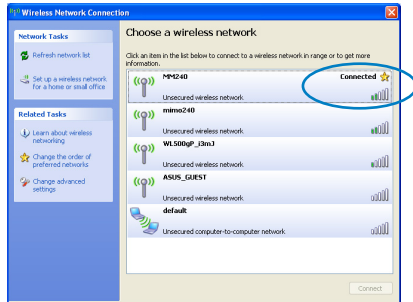 Wireless Network Connection
Network Tasks
Refresh network list
Set up a wireless network
for a home or small office
Related Tasks
Learn about wireless
networking
Change the order of
preferred networks
Change advanced
settings
Choose a wireless network
Click an item in the list below to connect to a wireless network in range or to get more
information.
MM240
Connected
Unsecured wireless network
mimo240
Unsecured wireless network
WL500gP_i3mJ
Unsecured wireless network
ASUS_GUEST
Unsecured wireless network
default
Unsecured computer-to-computer network
Connect